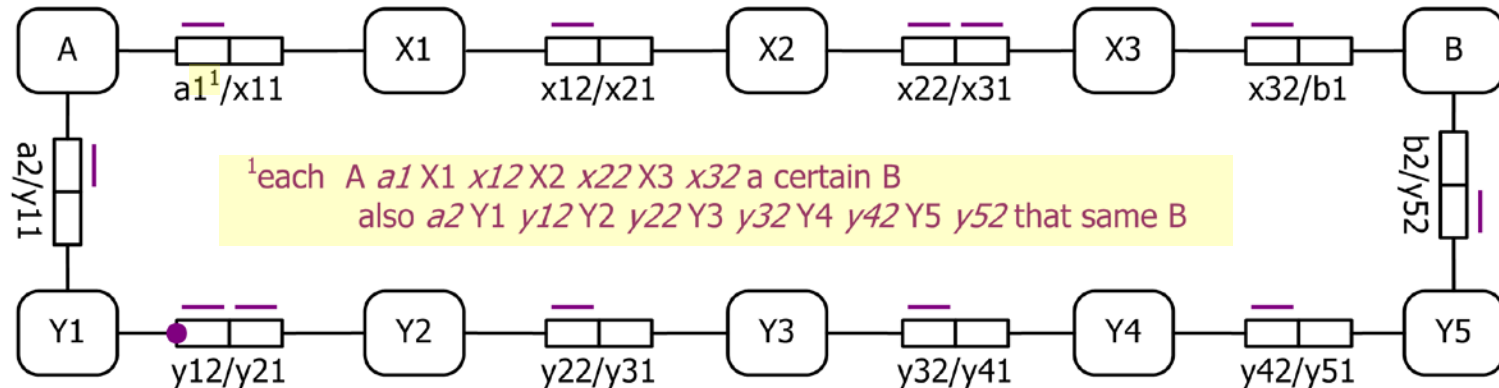 A X1 X2 X3 B
a1¹/x11 x12/x21 x22/x31 x32/b1
a2/y11
¹each A a1 X1 x12 X2 x22 X3 x32 a certain B
also a2 Y1 y12 Y2 y22 Y3 y32 Y4 y42 Y5 y52 that same B
b2/y52
Y1 Y2 Y3 Y4 Y5
y12/y21 y22/y31 y32/y41 y42/y51